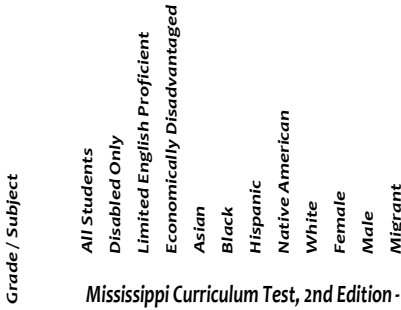 Grade / Subject
All Students
Disabled Only
Limited English Proficient
Economically Disadvantaged
Asian
Black
Hispanic
Native American
White
Female
Male
Migrant
Mississippi Curriculum Test, 2nd Edition -